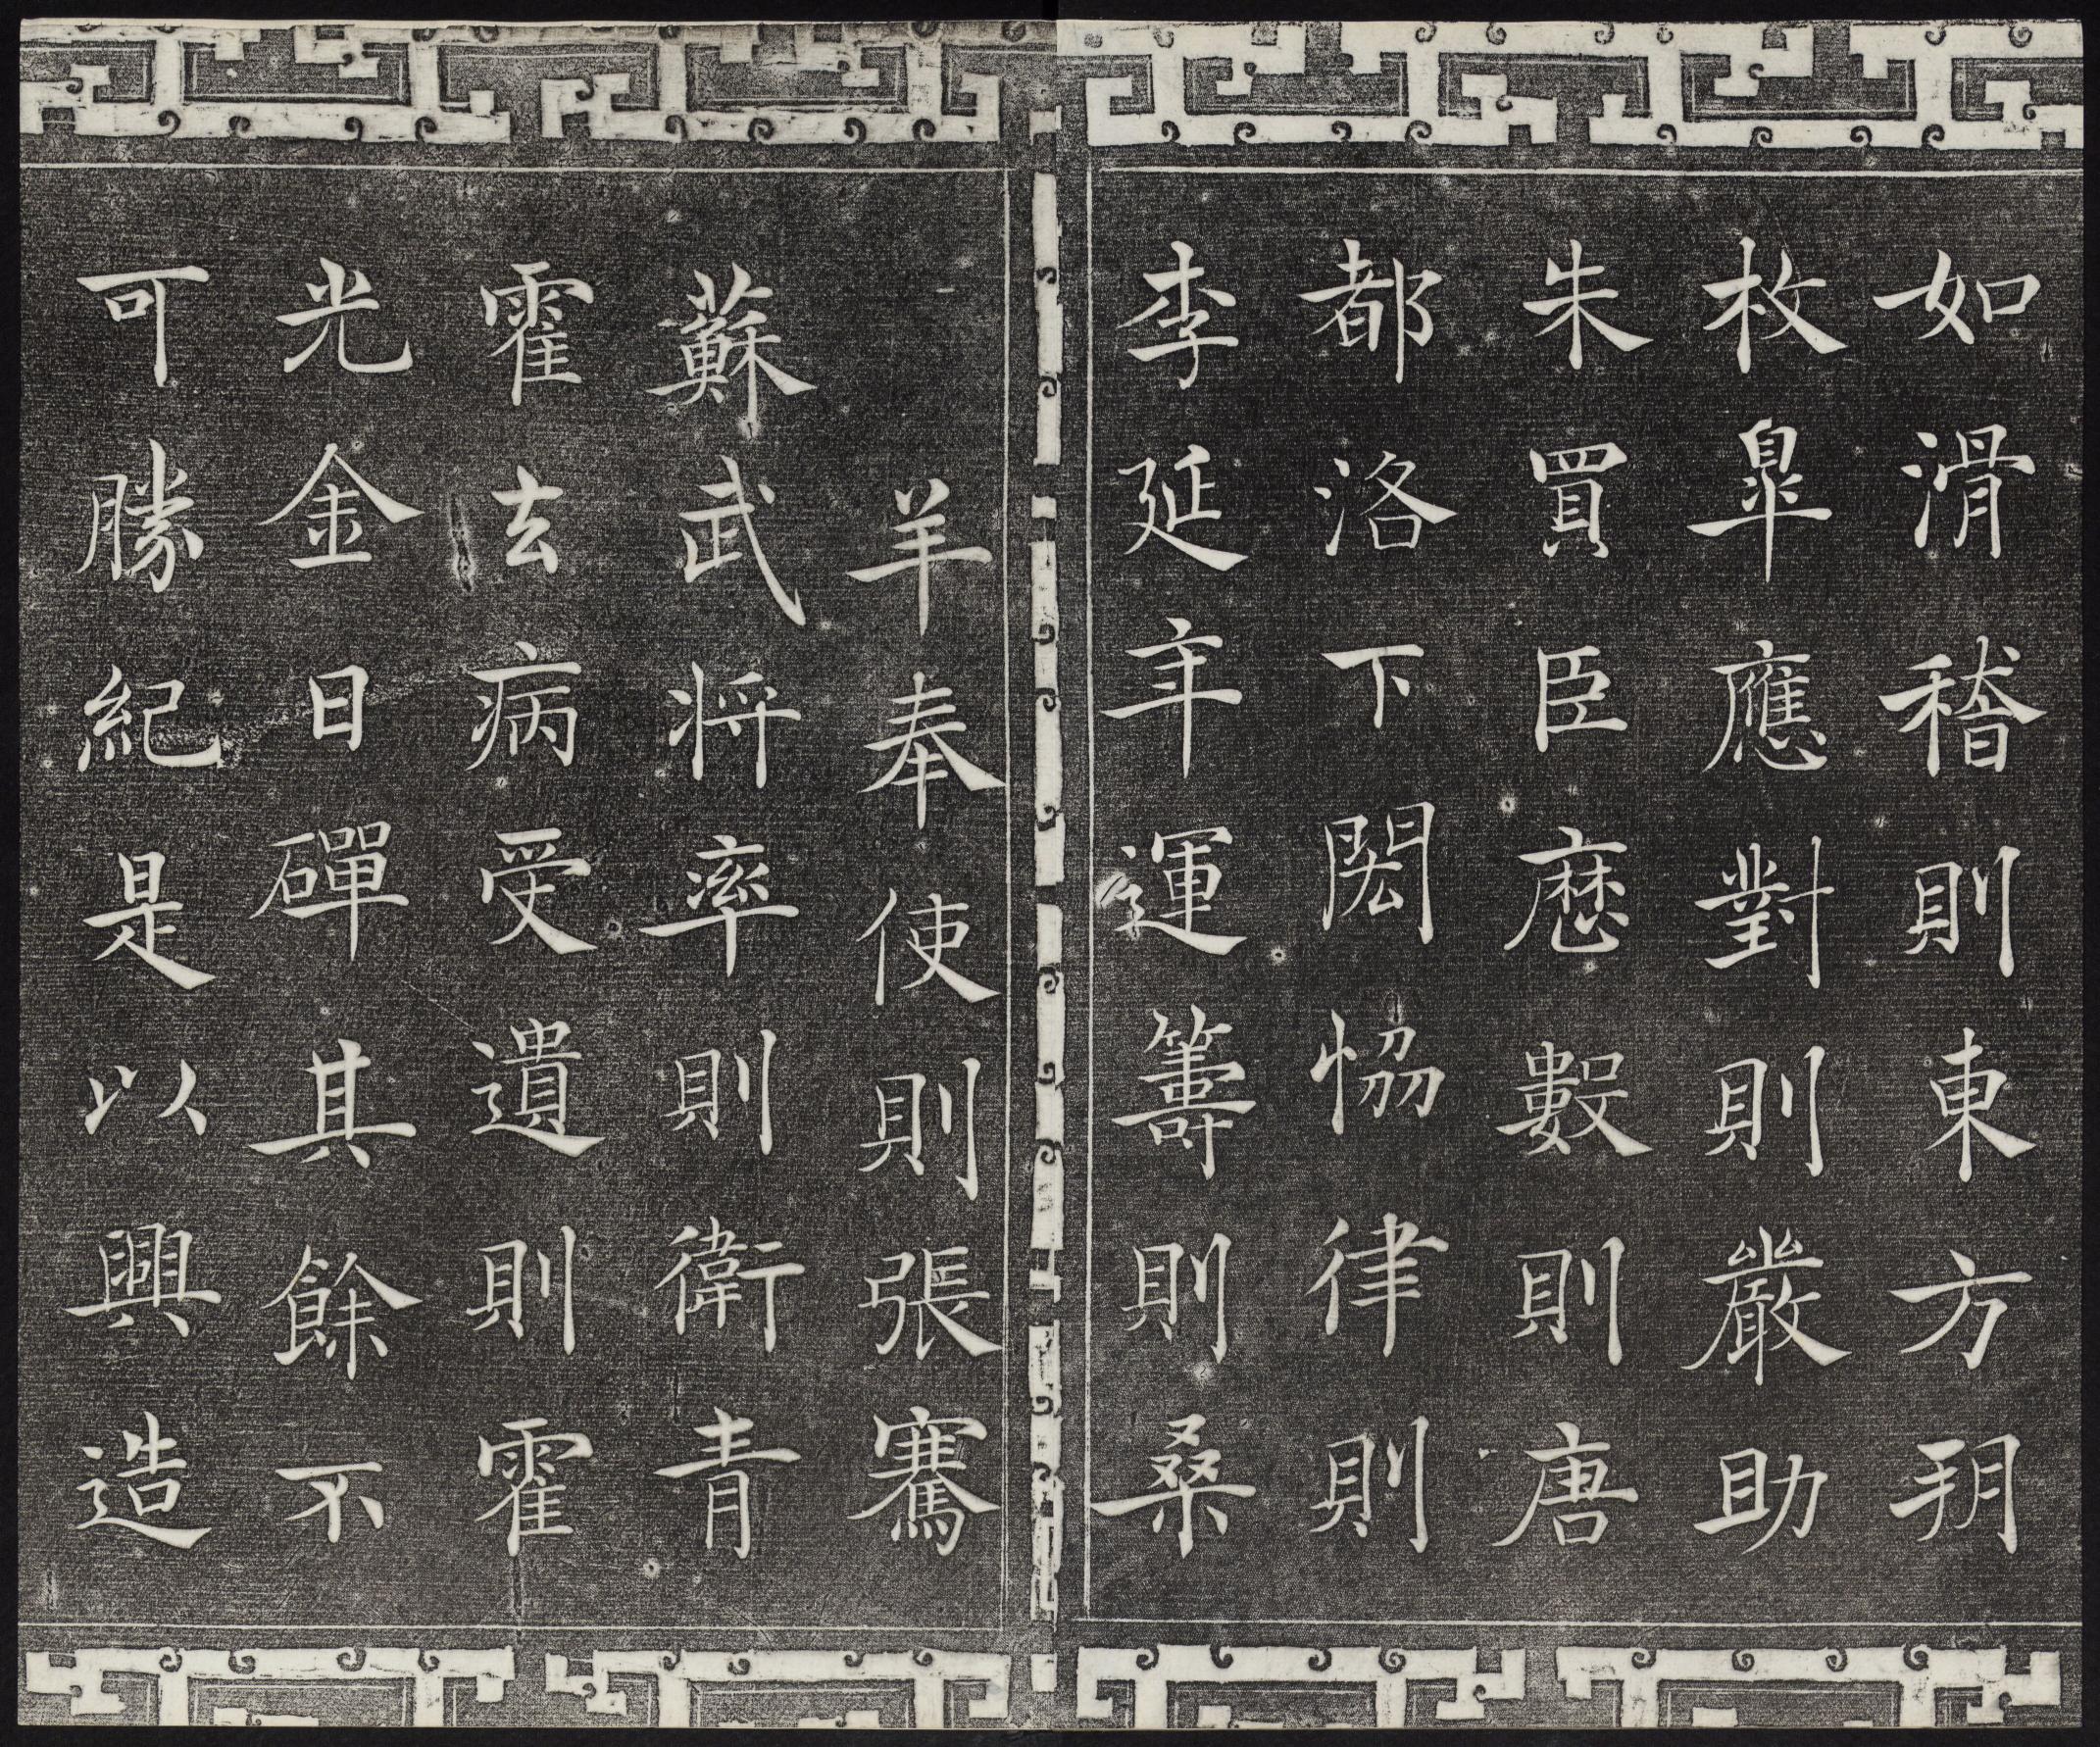 如滑稽則東方朔
枚皐應對則嚴助
朱買臣厯數則唐
都洛下閎恊律則
李延年運籌則桑
羊奉使則張騫
蘇武将率則衛青
霍去病受遺則霍
光金日磾其餘不
可勝紀是以興造